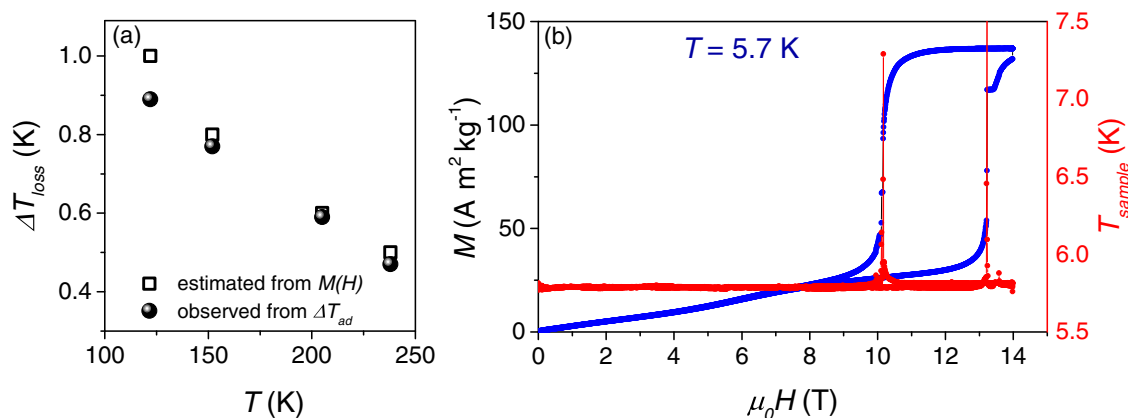 (a)
1.0
0.8
0.6
0.4
ΔT_loss (K)
estimated from M(H)
observed from ΔT_ad
100 150 200 250
T (K)
(b)
T = 5.7 K
150
100
50
0
M (A m² kg⁻¹)
7.5
7.0
6.5
6.0
5.5
T_sample (K)
0 2 4 6 8 10 12 14
μ₀H (T)